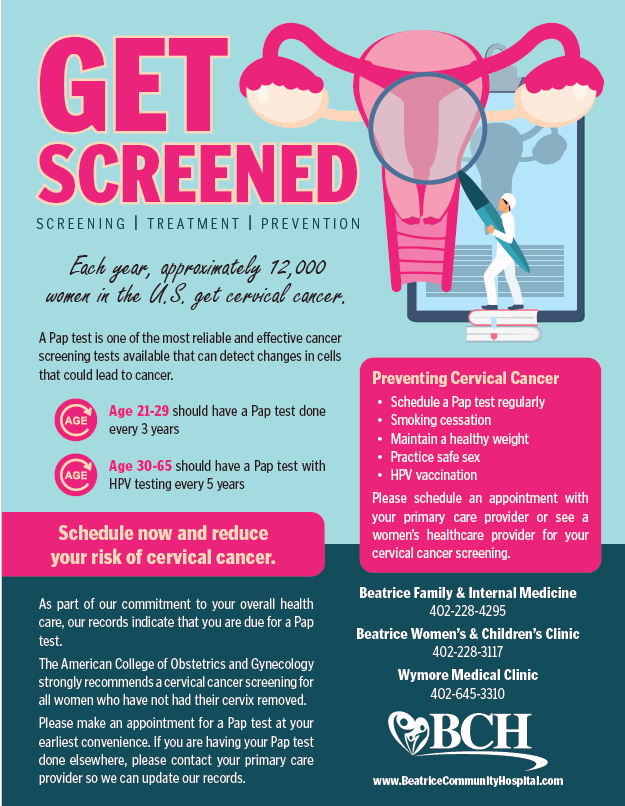 GET
SCREENED
SCREENING | TREATMENT | PREVENTION
Each year, approximately 12,000
women in the U.S. get cervical cancer.
A Pap test is one of the most reliable and effective cancer
screening tests available that can detect changes in cells
that could lead to cancer.
AGE
Age 21-29 should have a Pap test done
every 3 years
AGE
Age 30-65 should have a Pap test with
HPV testing every 5 years
Schedule now and reduce
your risk of cervical cancer.
As part of our commitment to your overall health
care, our records indicate that you are due for a Pap
test.
The American College of Obstetrics and Gynecology
strongly recommends a cervical cancer screening for
all women who have not had their cervix removed.
Please make an appointment for a Pap test at your
earliest convenience. If you are having your Pap test
done elsewhere, please contact your primary care
provider so we can update our records.
Preventing Cervical Cancer
• Schedule a Pap test regularly
• Smoking cessation
• Maintain a healthy weight
• Practice safe sex
• HPV vaccination
Please schedule an appointment with
your primary care provider or see a
women's healthcare provider for your
cervical cancer screening.
Beatrice Family & Internal Medicine
402-228-4295
Beatrice Women's & Children's Clinic
402-228-3117
Wymore Medical Clinic
402-645-3310
BCH
www.BeatriceCommunityHospital.com